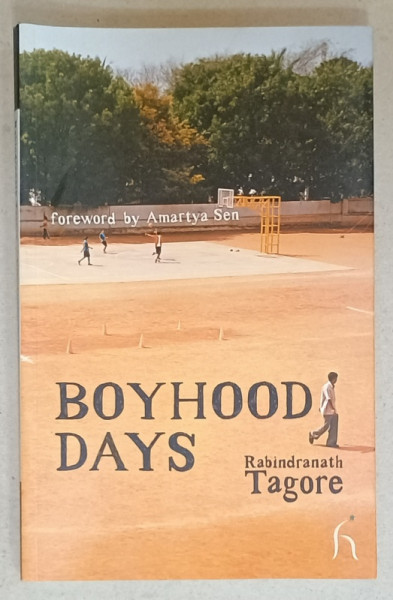 foreword by Amartya Sen
BOYHOOD
DAYS
Rabindranath
Tagore